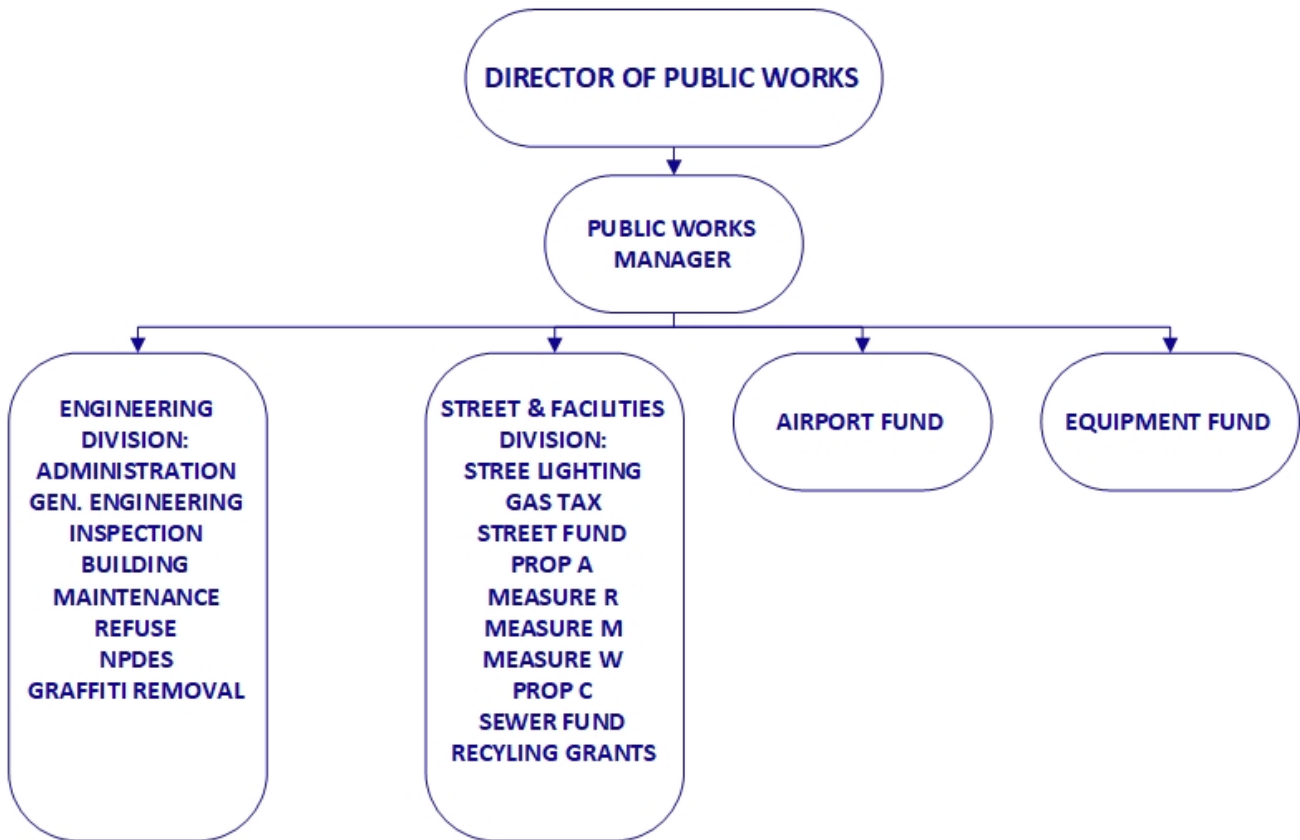 DIRECTOR OF PUBLIC WORKS
PUBLIC WORKS
MANAGER
ENGINEERING
DIVISION:
ADMINISTRATION
GEN. ENGINEERING
INSPECTION
BUILDING
MAINTENANCE
REFUSE
NPDES
GRAFFITI REMOVAL
STREET & FACILITIES
DIVISION:
STREE LIGHTING
GAS TAX
STREET FUND
PROP A
MEASURE R
MEASURE M
MEASURE W
PROP C
SEWER FUND
RECYLING GRANTS
AIRPORT FUND
EQUIPMENT FUND